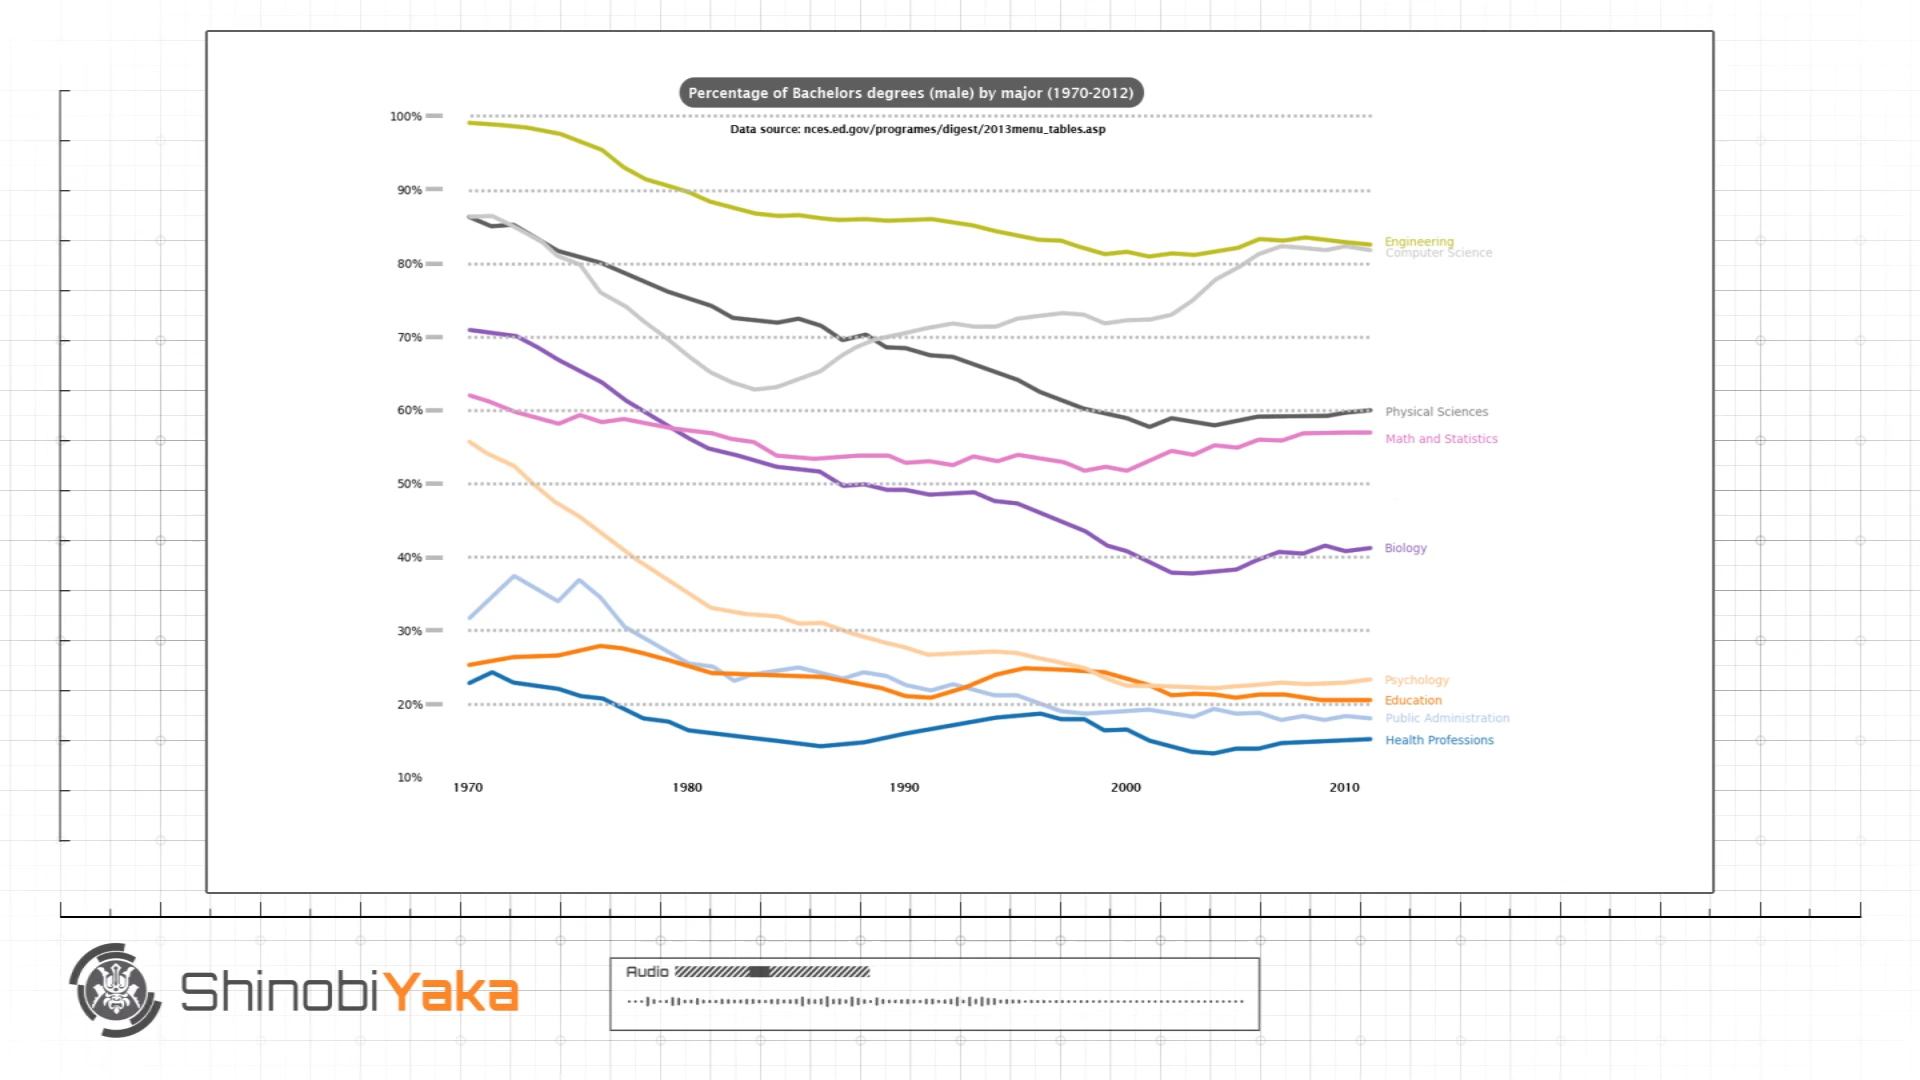 Percentage of Bachelors degrees (male) by major (1970-2012)
Data source: nces.ed.gov/programes/digest/2013menu_tables.asp
100%
90%
80%
70%
60%
50%
40%
30%
20%
10%
Engineering
Computer Science
Physical Sciences
Math and Statistics
Biology
Psychology
Education
Public Administration
Health Professions
1970 1980 1990 2000 2010
ShinobiYaka
Audio